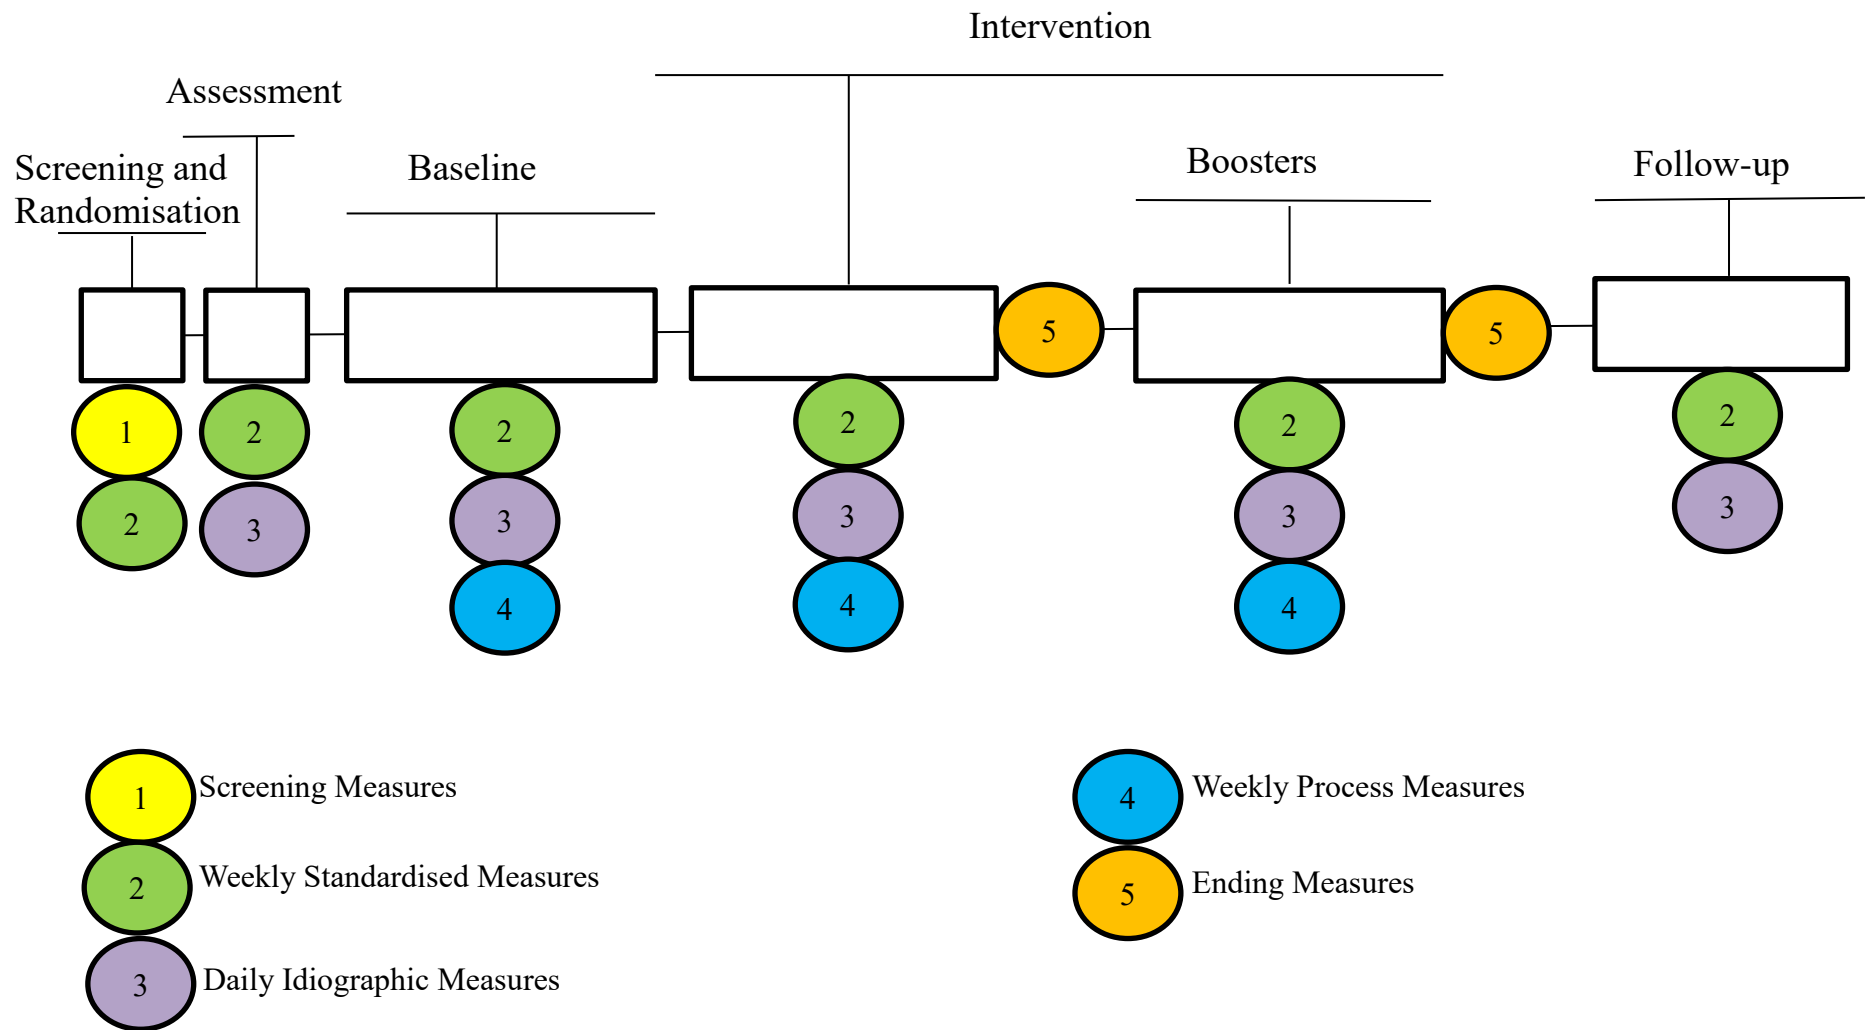 Intervention
Assessment
Screening and
Randomisation
Baseline
Boosters
Follow-up
5
5
1
2
2
2
2
2
2
3
3
3
3
3
4
4
4
1 Screening Measures
2 Weekly Standardised Measures
3 Daily Idiographic Measures
4 Weekly Process Measures
5 Ending Measures